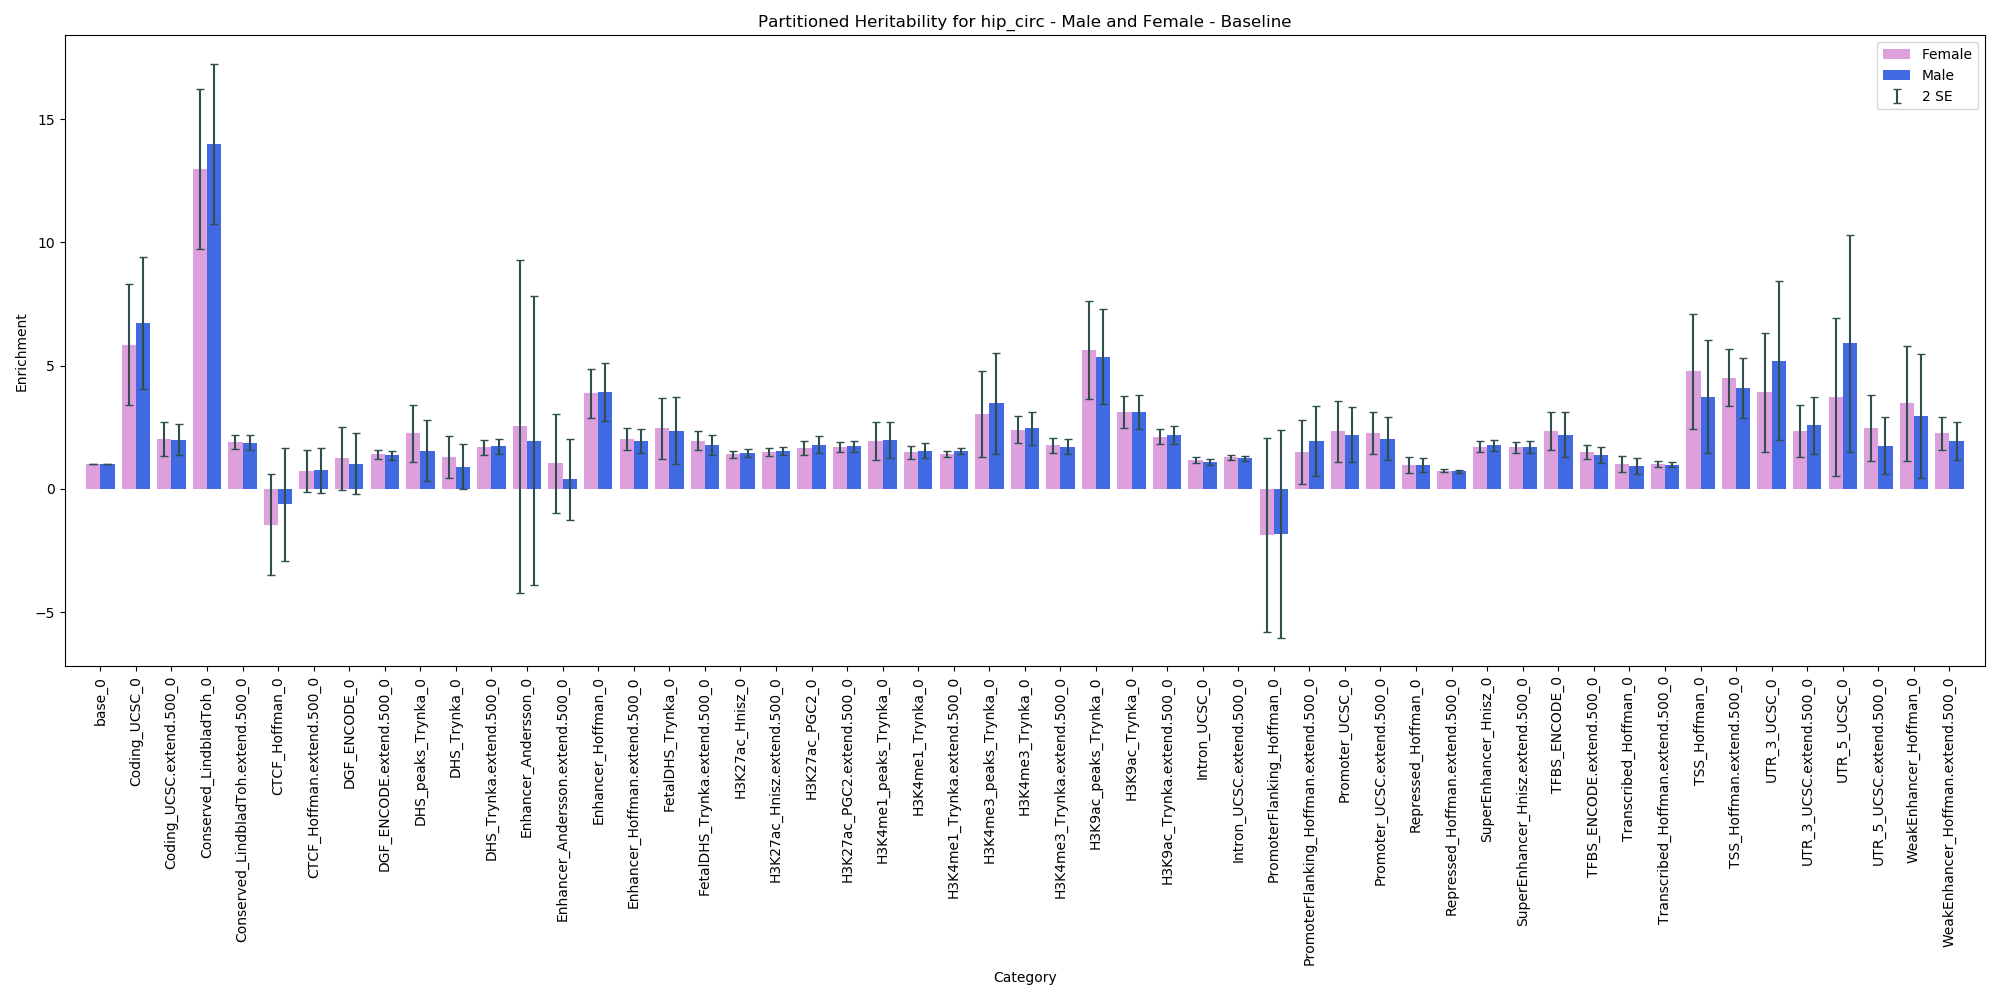 Partitioned Heritability for hip_circ - Male and Female - Baseline
Female
Male
2 SE
Enrichment
15
10
5
0
−5
base_0
Coding_UCSC_0
Coding_UCSC.extend.500_0
Conserved_LindbladToh_0
Conserved_LindbladToh.extend.500_0
CTCF_Hoffman_0
CTCF_Hoffman.extend.500_0
DGF_ENCODE_0
DGF_ENCODE.extend.500_0
DHS_peaks_Trynka_0
DHS_Trynka_0
DHS_Trynka.extend.500_0
Enhancer_Andersson_0
Enhancer_Andersson.extend.500_0
Enhancer_Hoffman_0
Enhancer_Hoffman.extend.500_0
FetalDHS_Trynka_0
FetalDHS_Trynka.extend.500_0
H3K27ac_Hnisz_0
H3K27ac_Hnisz.extend.500_0
H3K27ac_PGC2_0
H3K27ac_PGC2.extend.500_0
H3K4me1_peaks_Trynka_0
H3K4me1_Trynka_0
H3K4me1_Trynka.extend.500_0
H3K4me3_peaks_Trynka_0
H3K4me3_Trynka_0
H3K4me3_Trynka.extend.500_0
H3K9ac_peaks_Trynka_0
H3K9ac_Trynka_0
H3K9ac_Trynka.extend.500_0
Intron_UCSC_0
Intron_UCSC.extend.500_0
PromoterFlanking_Hoffman_0
PromoterFlanking_Hoffman.extend.500_0
Promoter_UCSC_0
Promoter_UCSC.extend.500_0
Repressed_Hoffman_0
Repressed_Hoffman.extend.500_0
SuperEnhancer_Hnisz_0
SuperEnhancer_Hnisz.extend.500_0
TFBS_ENCODE_0
TFBS_ENCODE.extend.500_0
Transcribed_Hoffman_0
Transcribed_Hoffman.extend.500_0
TSS_Hoffman_0
TSS_Hoffman.extend.500_0
UTR_3_UCSC_0
UTR_3_UCSC.extend.500_0
UTR_5_UCSC_0
UTR_5_UCSC.extend.500_0
WeakEnhancer_Hoffman_0
WeakEnhancer_Hoffman.extend.500_0
Category